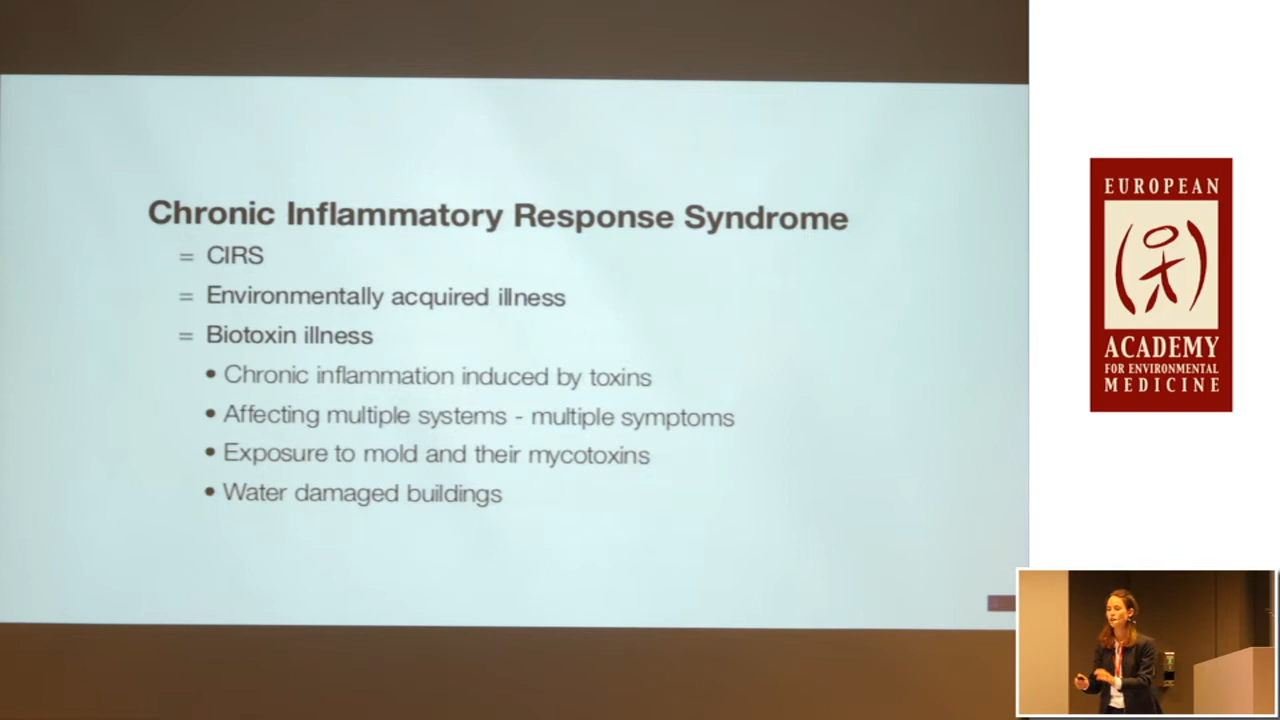 Chronic Inflammatory Response Syndrome
= CIRS
= Environmentally acquired illness
= Biotoxin illness
• Chronic inflammation induced by toxins
• Affecting multiple systems - multiple symptoms
• Exposure to mold and their mycotoxins
• Water damaged buildings
EUROPEAN
ACADEMY
FOR ENVIRONMENTAL
MEDICINE